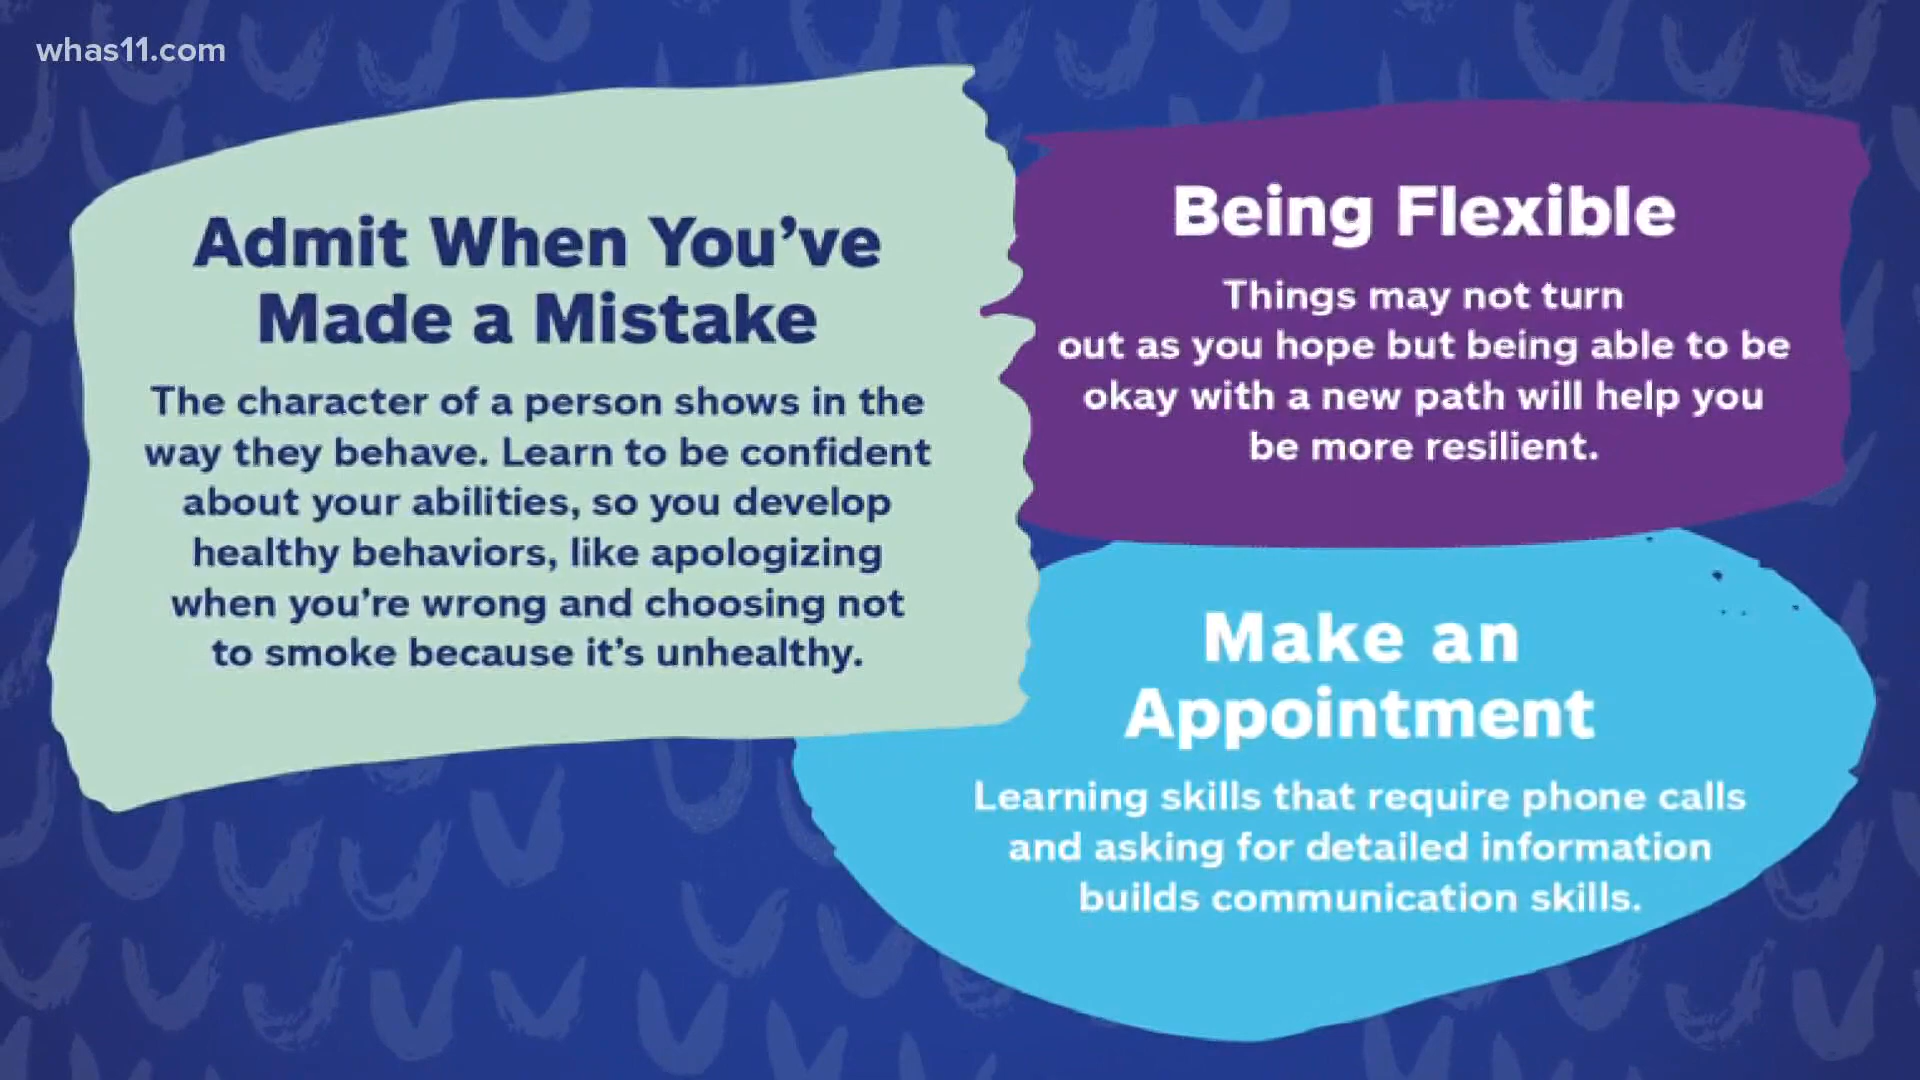 whas11.com
Admit When You've
Made a Mistake
The character of a person shows in the
way they behave. Learn to be confident
about your abilities, so you develop
healthy behaviors, like apologizing
when you're wrong and choosing not
to smoke because it's unhealthy.
Being Flexible
Things may not turn
out as you hope but being able to be
okay with a new path will help you
be more resilient.
Make an
Appointment
Learning skills that require phone calls
and asking for detailed information
builds communication skills.